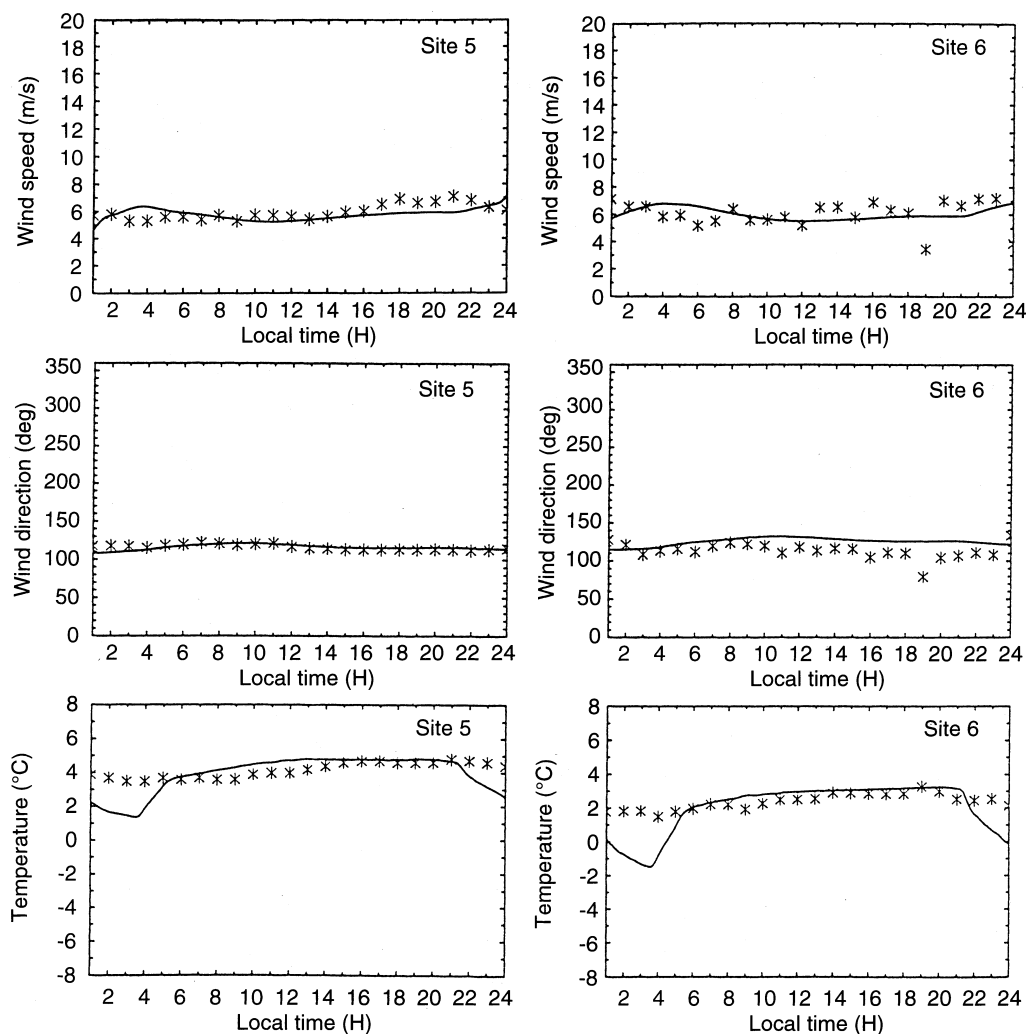 Site 5
Wind speed (m/s)
20
18
16
14
12
10
8
6
4
2
0
2 4 6 8 10 12 14 16 18 20 22 24
Local time (H)
Site 6
Wind speed (m/s)
20
18
16
14
12
10
8
6
4
2
0
2 4 6 8 10 12 14 16 18 20 22 24
Local time (H)
Site 5
Wind direction (deg)
350
300
250
200
150
100
50
0
2 4 6 8 10 12 14 16 18 20 22 24
Local time (H)
Site 6
Wind direction (deg)
350
300
250
200
150
100
50
0
2 4 6 8 10 12 14 16 18 20 22 24
Local time (H)
Site 5
Temperature (°C)
8
6
4
2
0
-2
-4
-6
-8
2 4 6 8 10 12 14 16 18 20 22 24
Local time (H)
Site 6
Temperature (°C)
8
6
4
2
0
-2
-4
-6
-8
2 4 6 8 10 12 14 16 18 20 22 24
Local time (H)